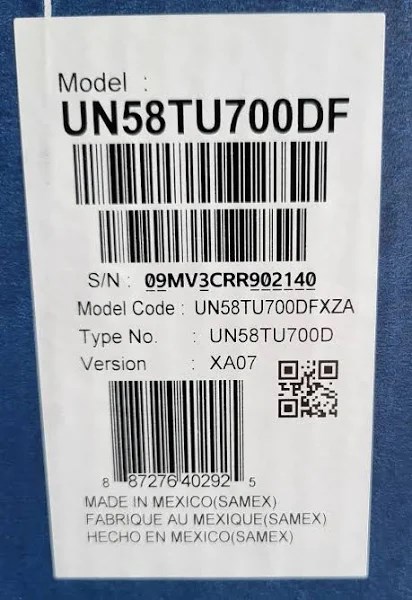 Model :
UN58TU700DF
S/N : 09MV3CRR902140
Model Code : UN58TU700DFXZA
Type No. : UN58TU700D
Version : XA07
8 87276 40292 5
MADE IN MEXICO(SAMEX)
FABRIQUE AU MEXIQUE(SAMEX)
HECHO EN MEXICO(SAMEX)